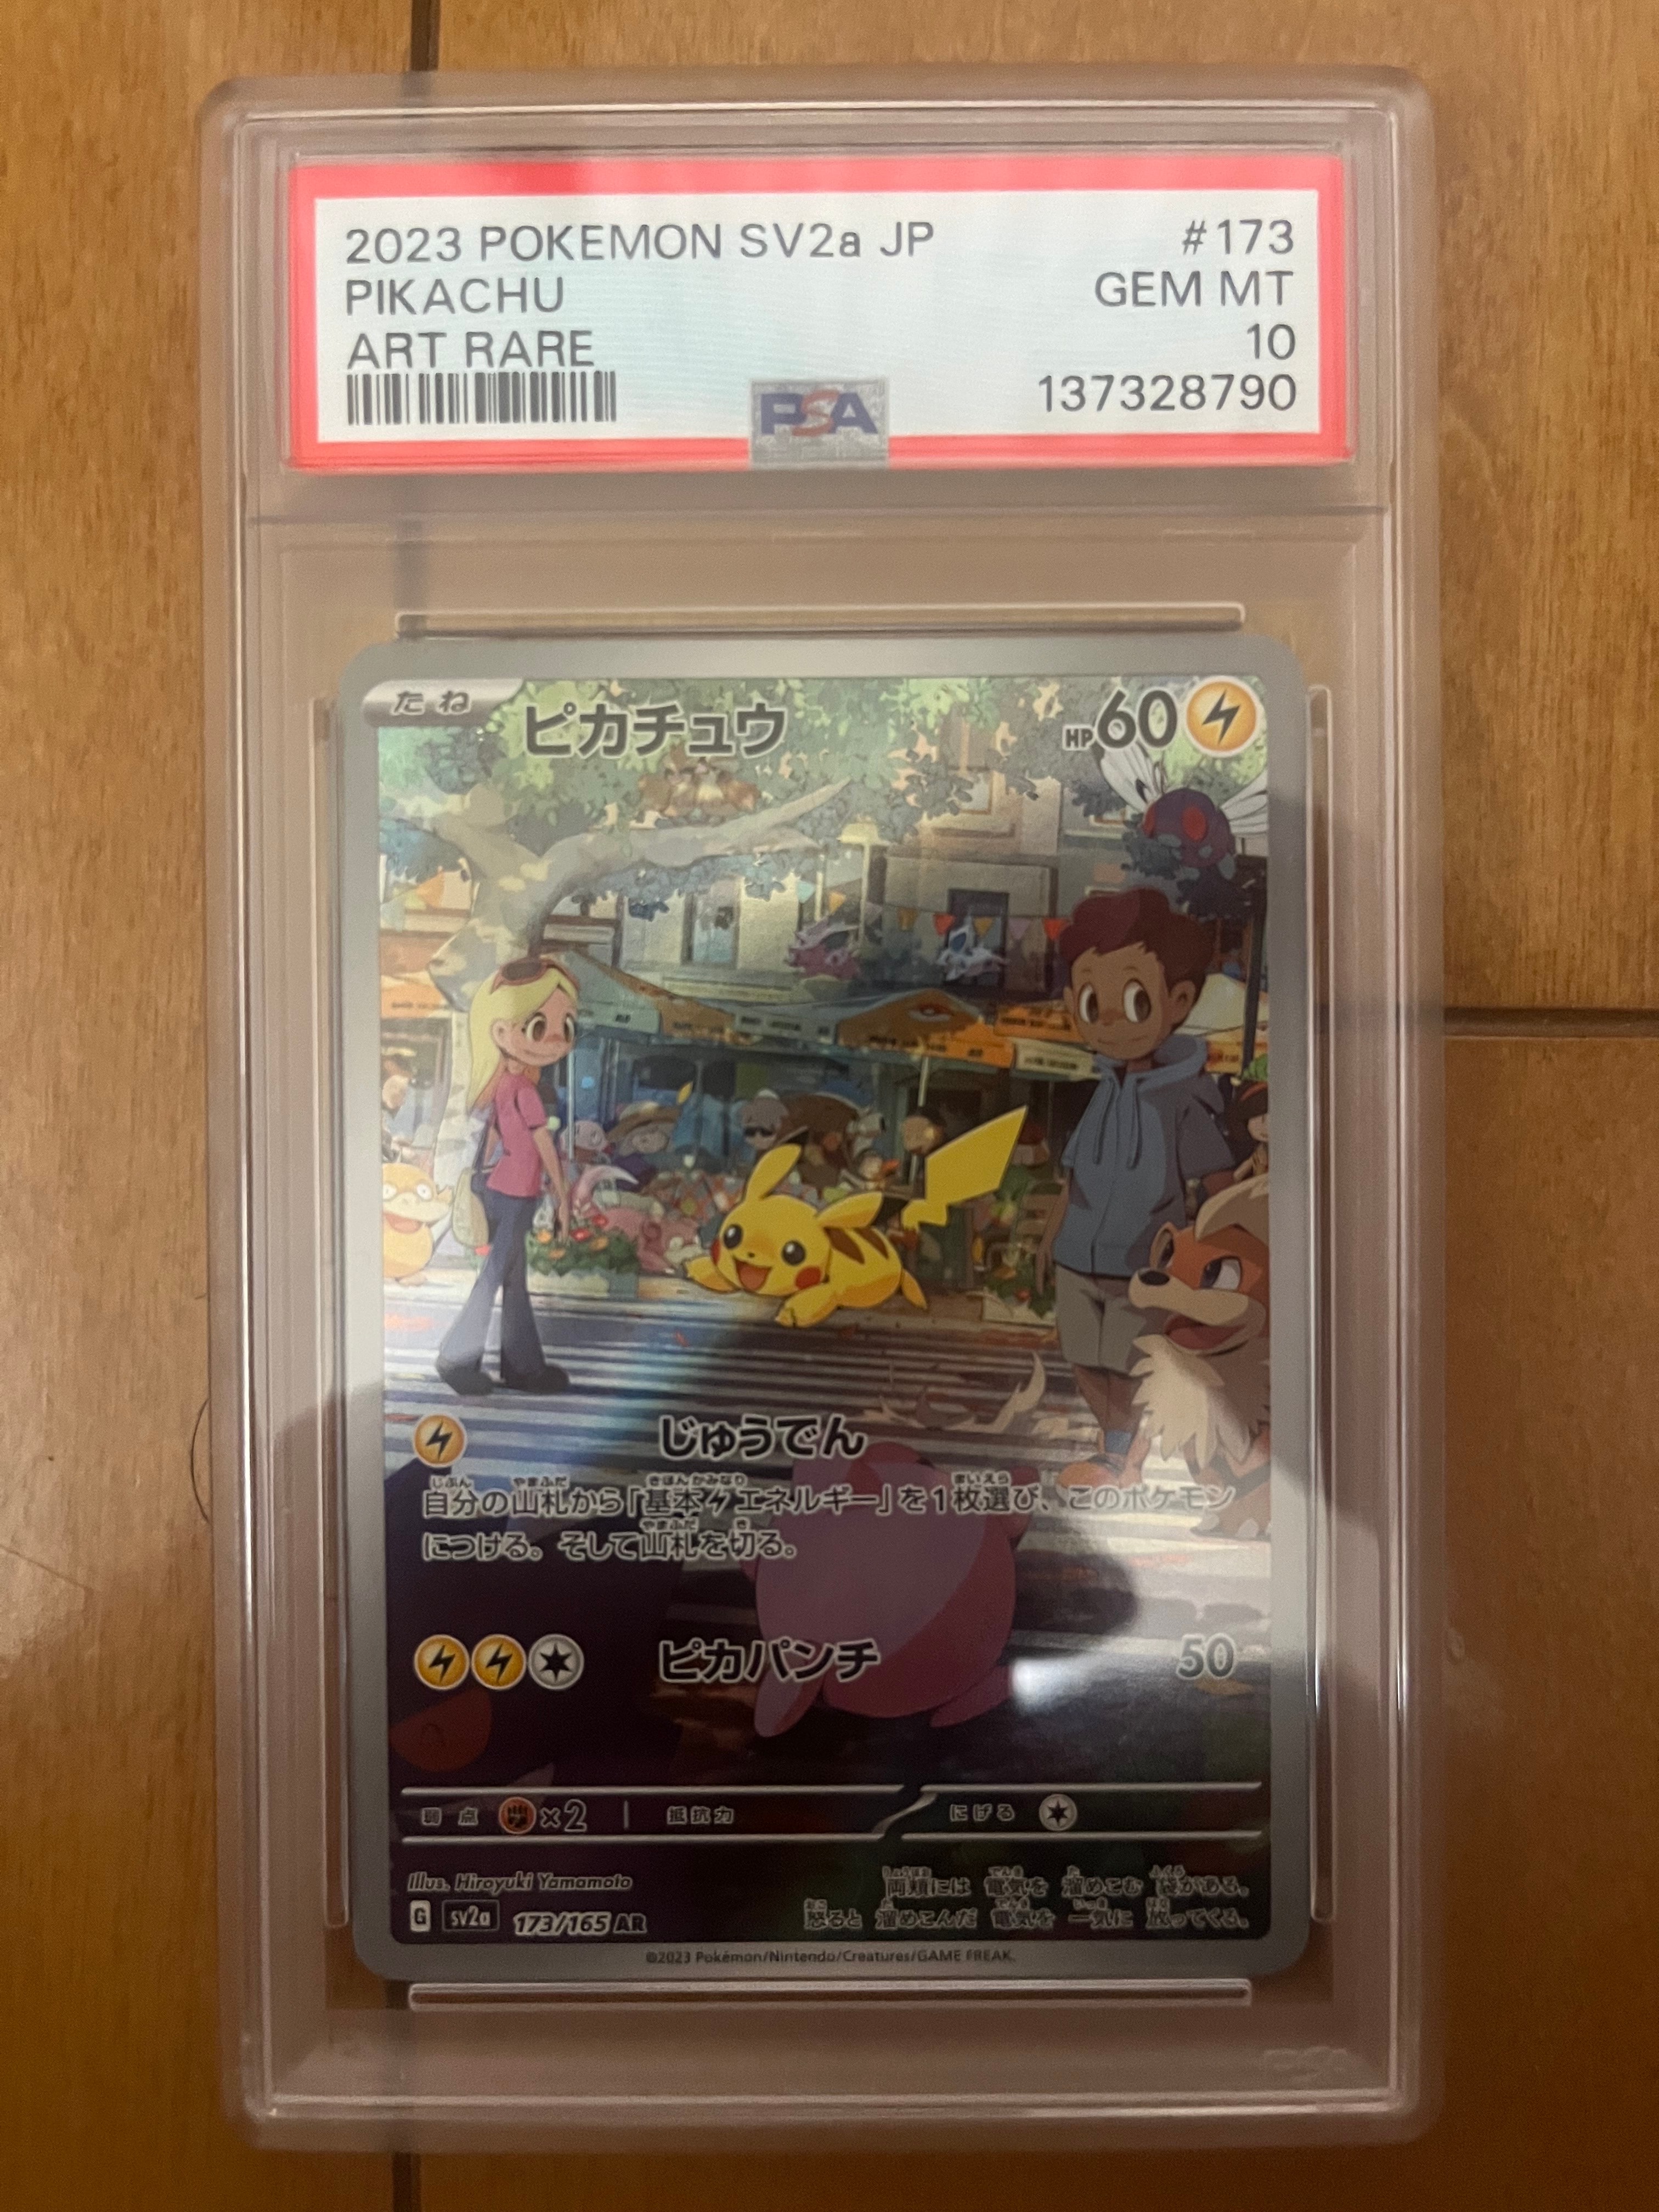 2023 POKEMON SV2a JP #173
PIKACHU GEM MT
ART RARE 10
PSA 137328790
たね ピカチュウ HP60
じゅうでん
自分の山札から「基本エネルギー」を1枚選び、このポケモン
につける。そして山札を切る。
ピカパンチ 50
弱点 ×2 抵抗力 にげる
Illus. Hiroyuki Yamamoto
両頬には 電気を 溜めこむ 袋がある。
怒ると 溜めこんだ 電気を 一気に 放ってくる。
G sv2a 173/165 AR
©2023 Pokémon/Nintendo/Creatures/GAME FREAK.